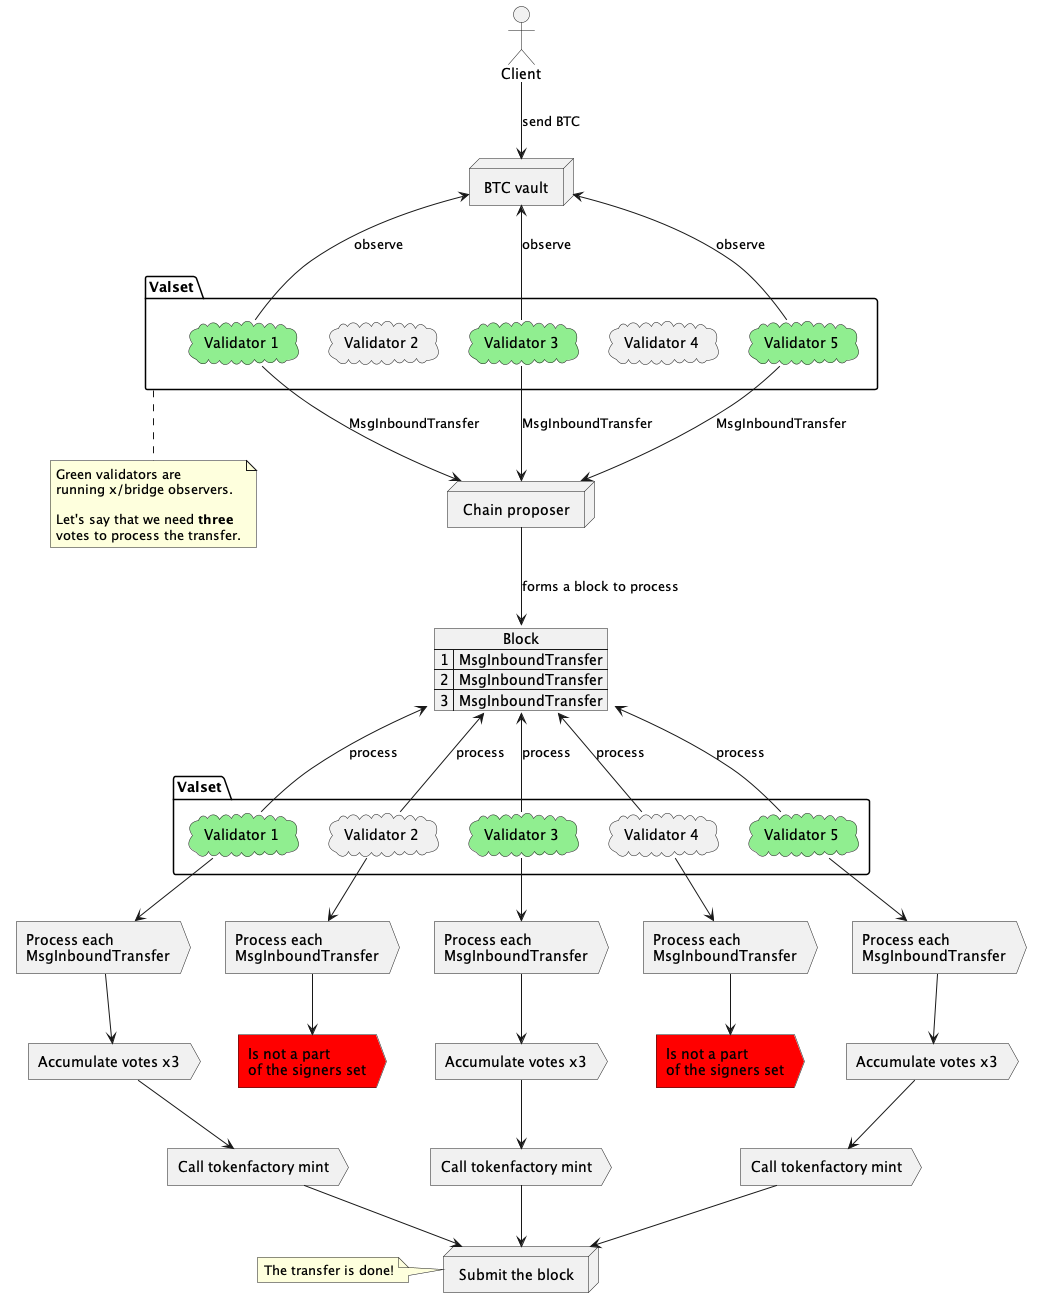 Client
send BTC
BTC vault
observe
observe
observe
Valset
Validator 1
Validator 2
Validator 3
Validator 4
Validator 5
MsgInboundTransfer
MsgInboundTransfer
MsgInboundTransfer
Green validators are
running x/bridge observers.
Let's say that we need three
votes to process the transfer.
Chain proposer
forms a block to process
Block
1 MsgInboundTransfer
2 MsgInboundTransfer
3 MsgInboundTransfer
process
process
process
process
process
Valset
Validator 1
Validator 2
Validator 3
Validator 4
Validator 5
Process each
MsgInboundTransfer
Process each
MsgInboundTransfer
Process each
MsgInboundTransfer
Process each
MsgInboundTransfer
Process each
MsgInboundTransfer
Accumulate votes x3
Is not a part
of the signers set
Accumulate votes x3
Is not a part
of the signers set
Accumulate votes x3
Call tokenfactory mint
Call tokenfactory mint
Call tokenfactory mint
The transfer is done!
Submit the block